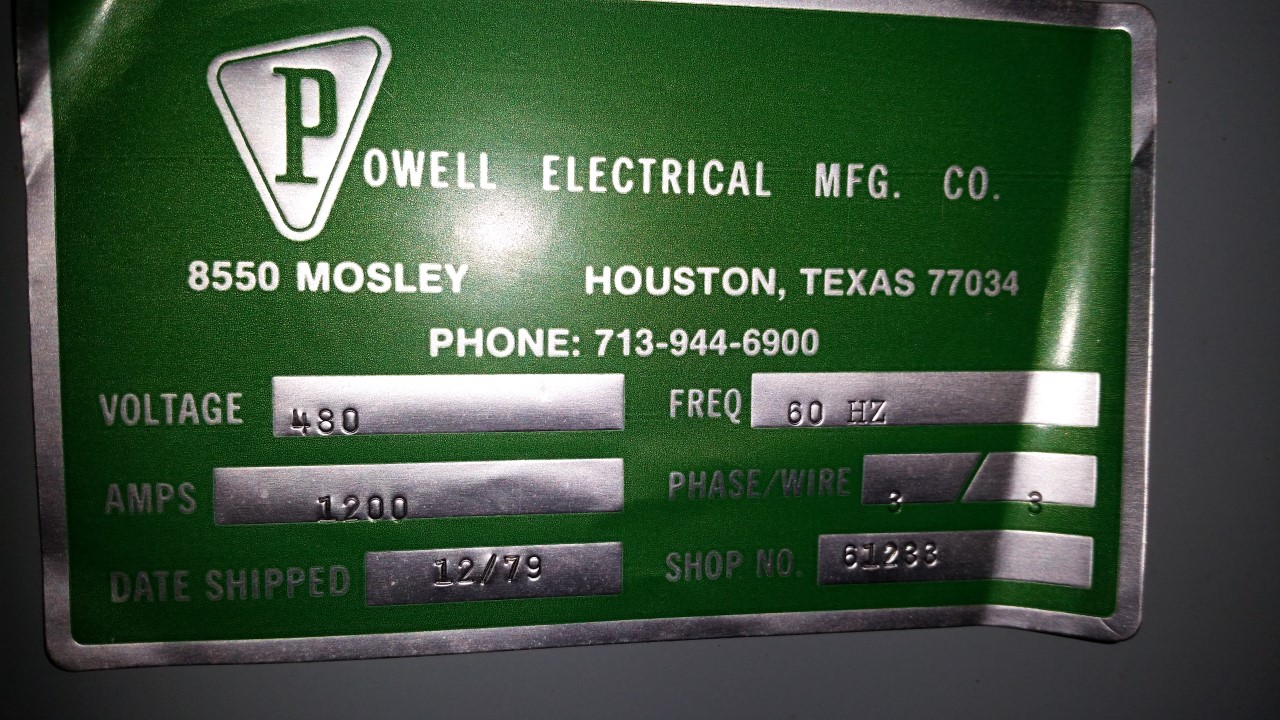 POWELL ELECTRICAL MFG. CO.
8550 MOSLEY HOUSTON, TEXAS 77034
PHONE: 713-944-6900
VOLTAGE 480 FREQ 60 HZ
AMPS 1200 PHASE/WIRE 3 / 3
DATE SHIPPED 12/79 SHOP NO. 61233